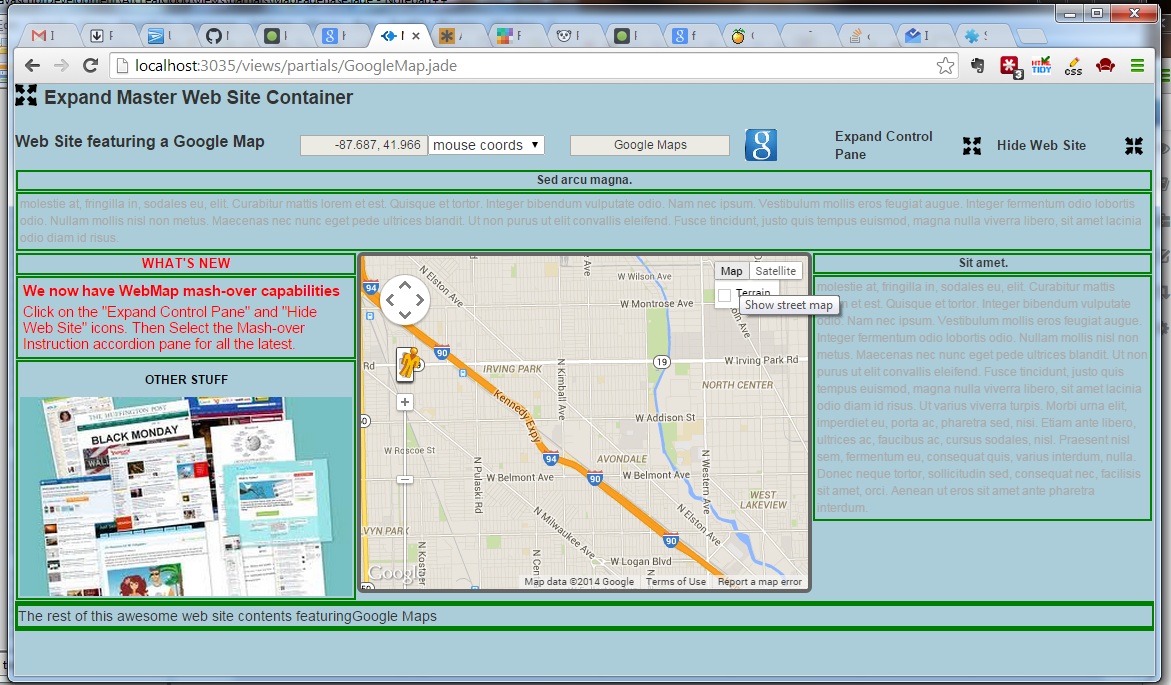 localhost:3035/views/partials/GoogleMap.jade
3
HTML
TIDY
css
Expand Master Web Site Container
Web Site featuring a Google Map
-87.687, 41.966
mouse coords
Google Maps
Expand Control
Pane
Hide Web Site
Sed arcu magna.
molestie at, fringilla in, sodales eu, elit. Curabitur mattis lorem et est. Quisque et tortor. Integer bibendum vulputate odio. Nam nec ipsum. Vestibulum mollis eros feugiat augue. Integer fermentum odio lobortis
odio. Nullam mollis nisl non metus. Maecenas nec nunc eget pede ultrices blandit. Ut non purus ut elit convallis eleifend. Fusce tincidunt, justo quis tempus euismod, magna nulla viverra libero, sit amet lacinia
odio diam id risus.
WHAT'S NEW
We now have WebMap mash-over capabilities
Click on the "Expand Control Pane" and "Hide
Web Site" icons. Then Select the Mash-over
Instruction accordion pane for all the latest.
OTHER STUFF
THE HUFFINGTON POST
BLACK MONDAY
N Elston Ave
W Wilson Ave
W Montrose Ave
Map
Satellite
Terrain
Show street map
94
90
19
IRVING PARK
N Kimball Ave
W Irving Park Rd
NORTH CENTER
Kennedy Expy
W Addison St
W Roscoe St
94
AVONDALE
W Belmont Ave
90
W Belmont Ave
N Pulaski Rd
N Western Ave
WEST
LAKEVIEW
N Elston Ave
N Milwaukee Ave
VYN PARK
90
W Logan Blvd
Google
Map data ©2014 Google
Terms of Use
Report a map error
Sit amet.
molestie at, fringilla in, sodales eu, elit. Curabitur mattis
et est. Quisque et tortor. Integer bibendum vulputate
odio. Nam nec ipsum. Vestibulum mollis eros feugiat augue.
Integer fermentum odio lobortis odio. Nullam mollis nisl non
metus. Maecenas nec nunc eget pede ultrices blandit. Ut non
purus ut elit convallis eleifend. Fusce tincidunt, justo quis
tempus euismod, magna nulla viverra libero, sit amet lacinia
odio diam id risus. Ut varius viverra turpis. Morbi urna elit,
imperdiet eu, porta ac, pharetra sed, nisi. Etiam ante libero,
ultrices ac, faucibus ac, cursus sodales, nisl. Praesent nisl
sem, fermentum eu, consequat quis, varius interdum, nulla.
Donec neque tortor, sollicitudin sed, consequat nec, facilisis
sit amet, orci. Aenean ut eros sit amet ante pharetra
interdum.
The rest of this awesome web site contents featuringGoogle Maps